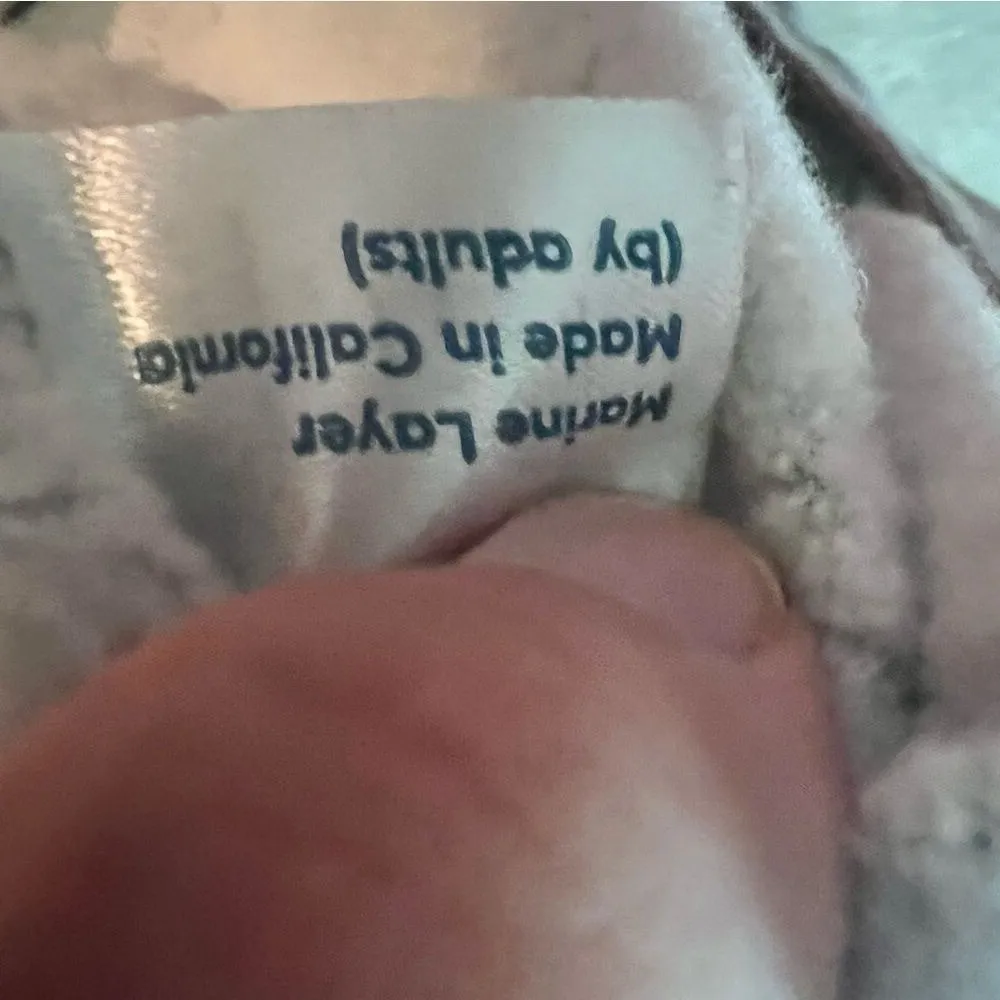 Marine Layer
Made in California
(by adults)